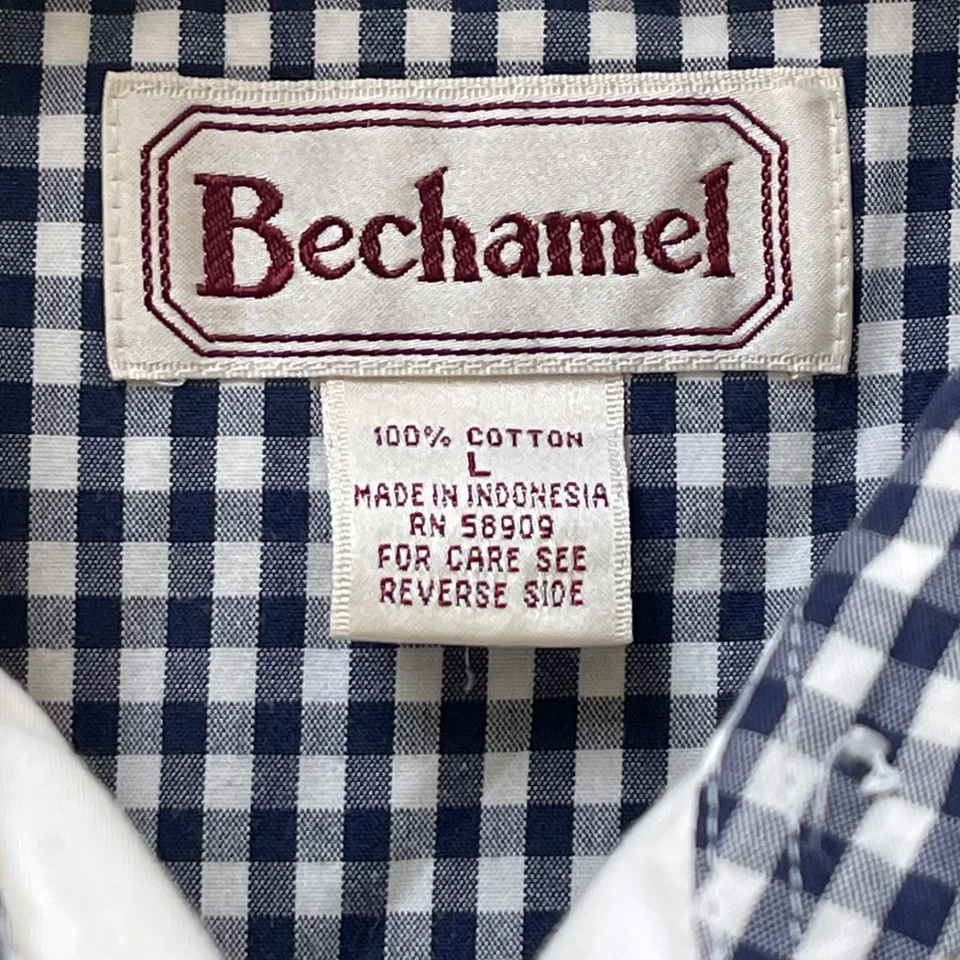 Bechamel
100% COTTON
L
MADE IN INDONESIA
RN 58909
FOR CARE SEE
REVERSE SIDE